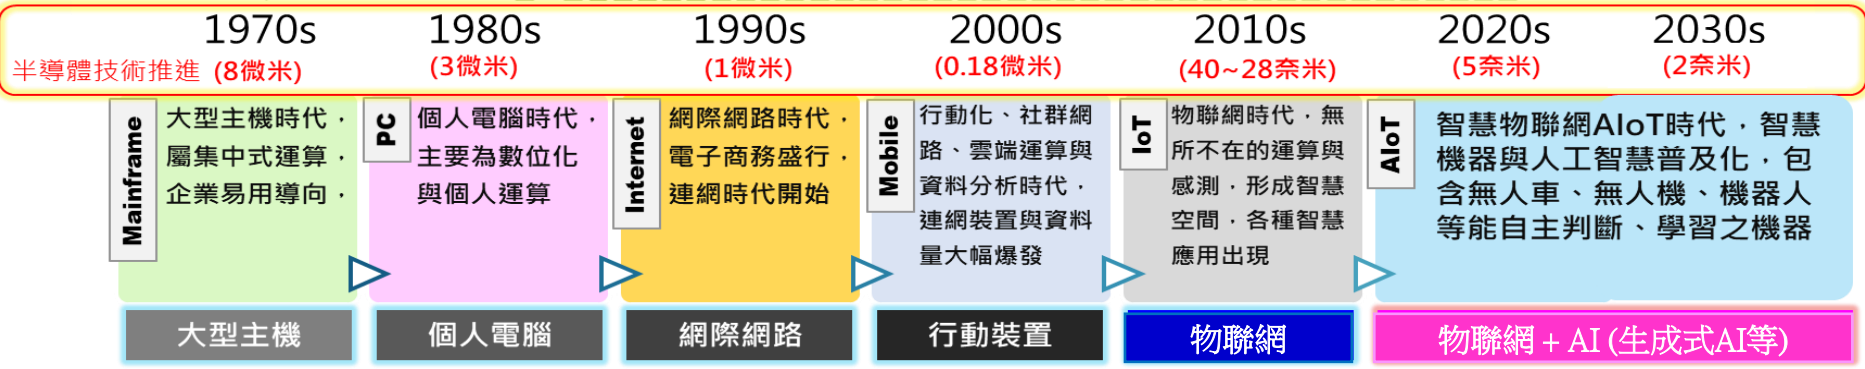 1970s 1980s 1990s 2000s 2010s 2020s 2030s
半導體技術推進 (8微米) (3微米) (1微米) (0.18微米) (40~28奈米) (5奈米) (2奈米)
Mainframe
大型主機時代，
屬集中式運算，
企業易用導向，
PC
個人電腦時代，
主要為數位化
與個人運算
Internet
網際網路時代，
電子商務盛行，
連網時代開始
Mobile
行動化、社群網
路、雲端運算與
資料分析時代，
連網裝置與資料
量大幅爆發
IoT
物聯網時代，無
所不在的運算與
感測，形成智慧
空間，各種智慧
應用出現
AIoT
智慧物聯網AIoT時代，智慧
機器與人工智慧普及化，包
含無人車、無人機、機器人
等能自主判斷、學習之機器
大型主機 個人電腦 網際網路 行動裝置 物聯網 物聯網 + AI (生成式AI等)